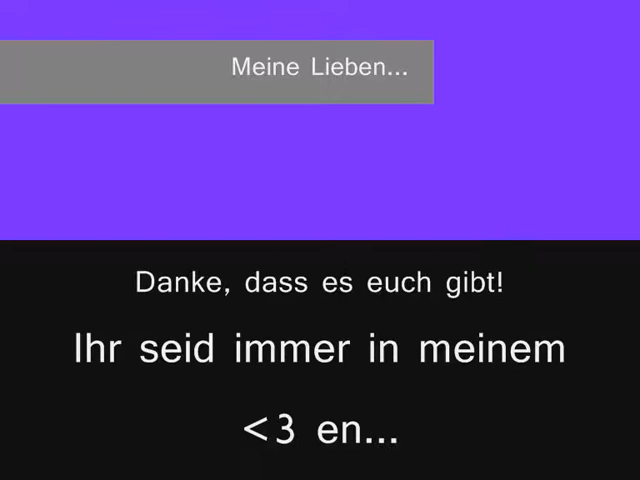 Meine Lieben...
Danke, dass es euch gibt!
Ihr seid immer in meinem
<3 en...